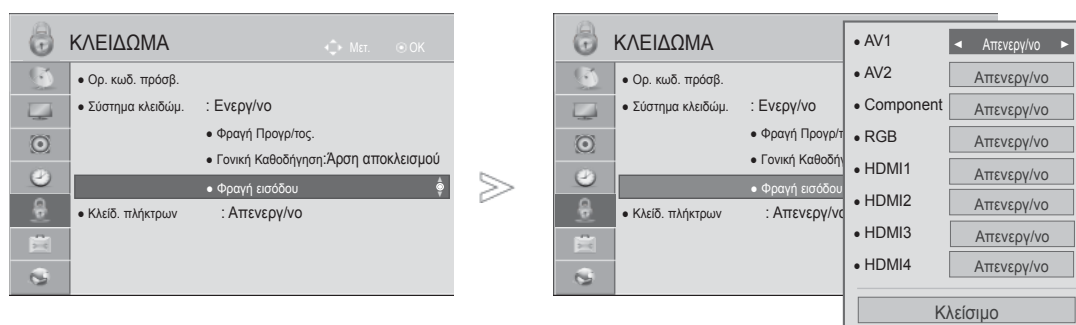 ΚΛΕΙΔΩΜΑ Μετ. OK
● Ορ. κωδ. πρόσβ.
● Σύστημα κλειδώμ. : Ενεργ/νο
● Φραγή Προγρ/τος.
● Γονική Καθοδήγηση:Άρση αποκλεισμού
● Φραγή εισόδου
● Κλείδ. πλήκτρων : Απενεργ/νο
ΚΛΕΙΔΩΜΑ
● Ορ. κωδ. πρόσβ.
● Σύστημα κλειδώμ. : Ενεργ/νο
● Φραγή Προγρ/τ
● Γονική Καθοδήγ
● Φραγή εισόδου
● Κλείδ. πλήκτρων : Απενεργ/νο
● AV1 ◄ Απενεργ/νο ►
● AV2 Απενεργ/νο
● Component Απενεργ/νο
● RGB Απενεργ/νο
● HDMI1 Απενεργ/νο
● HDMI2 Απενεργ/νο
● HDMI3 Απενεργ/νο
● HDMI4 Απενεργ/νο
Κλείσιμο